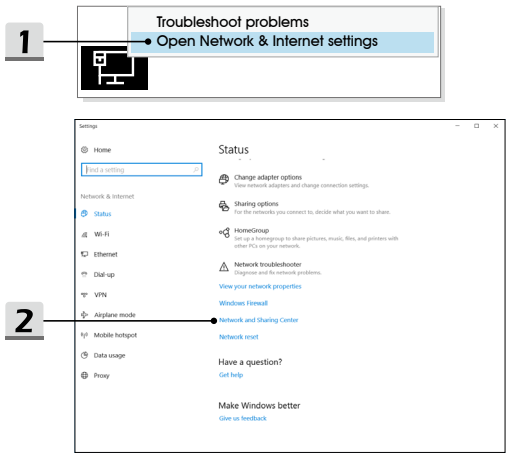 Troubleshoot problems
1
Open Network & Internet settings
Settings
Home
Find a setting
Network & Internet
Status
Wi-Fi
Ethernet
Dial-up
VPN
Airplane mode
Mobile hotspot
Data usage
Proxy
Status
Change adapter options
View network adapters and change connection settings.
Sharing options
For the networks you connect to, decide what you want to share.
HomeGroup
Set up a homegroup to share pictures, music, files, and printers with
other PCs on your network.
Network troubleshooter
Diagnose and fix network problems.
View your network properties
Windows Firewall
2
Network and Sharing Center
Network reset
Have a question?
Get help
Make Windows better
Give us feedback